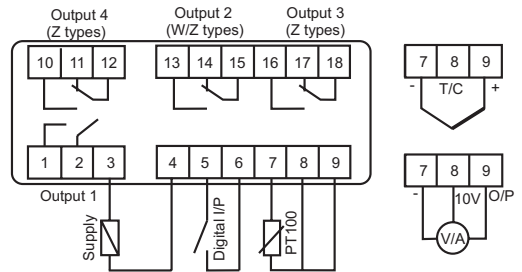 Output 4
(Z types)
Output 2
(W/Z types)
Output 3
(Z types)
10 11 12
13 14 15 16 17 18
7 8 9
- T/C +
1 2 3
4 5 6 7 8 9
Output 1
Supply
Digital I/P
PT100
7 8 9
- 10V O/P
V/A